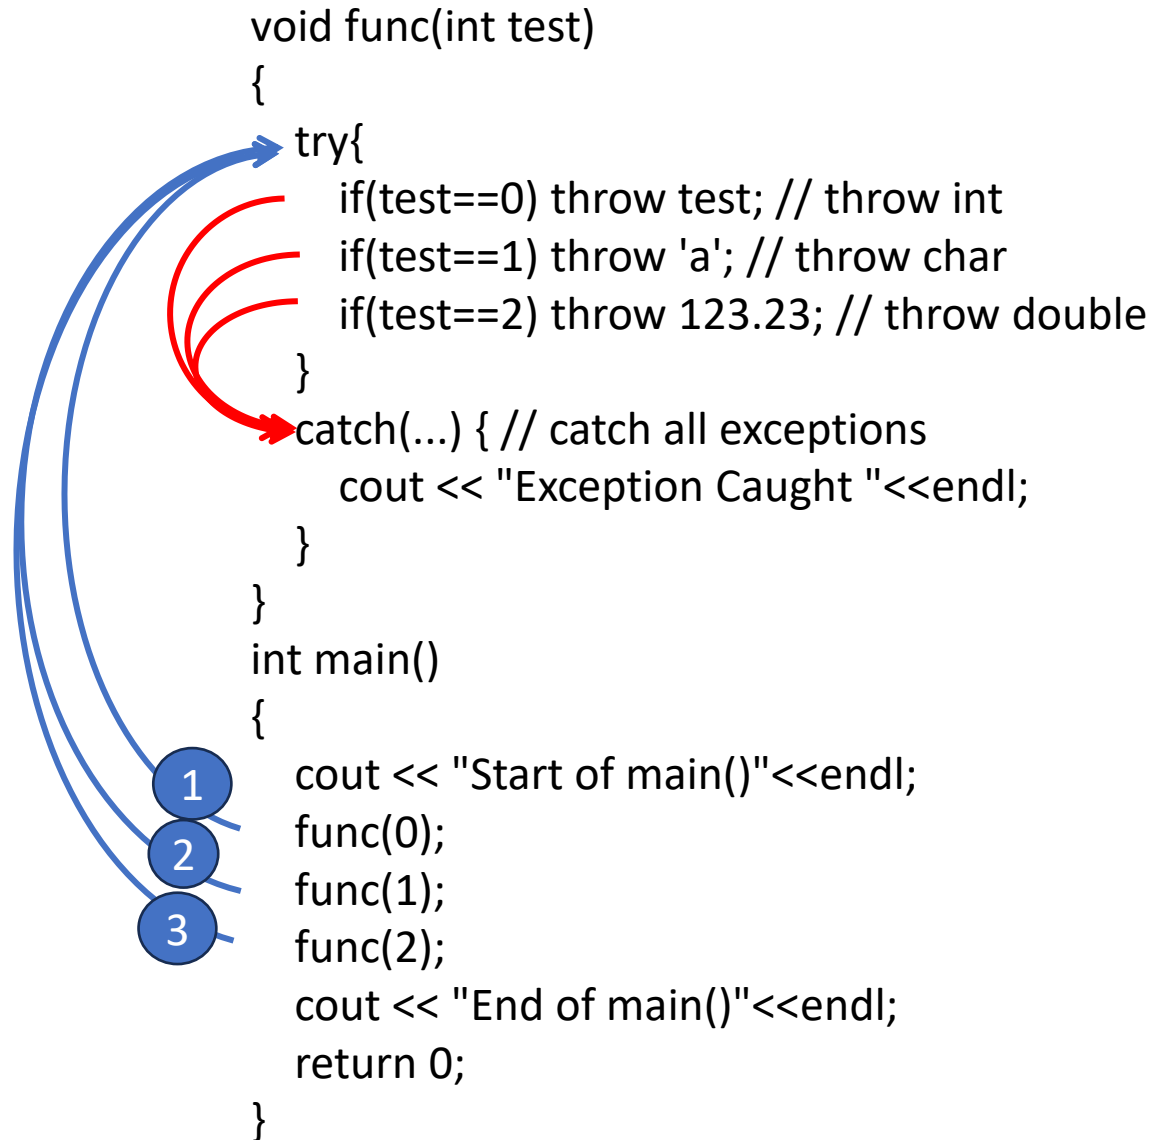 void func(int test)
{
try{
if(test==0) throw test; // throw int
if(test==1) throw 'a'; // throw char
if(test==2) throw 123.23; // throw double
}
catch(...) { // catch all exceptions
cout << "Exception Caught "<<endl;
}
}
int main()
{
1 cout << "Start of main()"<<endl;
func(0);
2 func(1);
3 func(2);
cout << "End of main()"<<endl;
return 0;
}